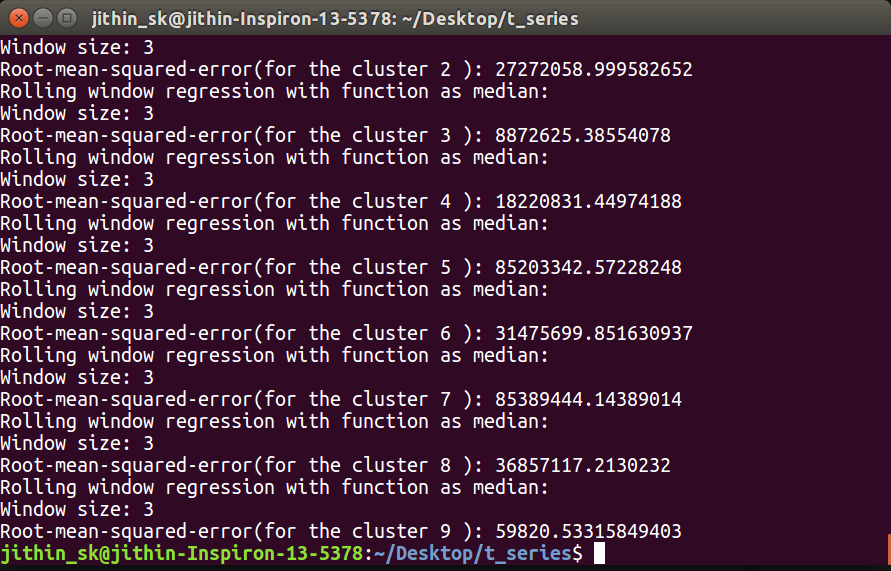 jithin_sk@jithin-Inspiron-13-5378: ~/Desktop/t_series
Window size: 3
Root-mean-squared-error(for the cluster 2 ): 27272058.999582652
Rolling window regression with function as median:
Window size: 3
Root-mean-squared-error(for the cluster 3 ): 8872625.38554078
Rolling window regression with function as median:
Window size: 3
Root-mean-squared-error(for the cluster 4 ): 18220831.44974188
Rolling window regression with function as median:
Window size: 3
Root-mean-squared-error(for the cluster 5 ): 85203342.57228248
Rolling window regression with function as median:
Window size: 3
Root-mean-squared-error(for the cluster 6 ): 31475699.851630937
Rolling window regression with function as median:
Window size: 3
Root-mean-squared-error(for the cluster 7 ): 85389444.14389014
Rolling window regression with function as median:
Window size: 3
Root-mean-squared-error(for the cluster 8 ): 36857117.2130232
Rolling window regression with function as median:
Window size: 3
Root-mean-squared-error(for the cluster 9 ): 59820.53315849403
jithin_sk@jithin-Inspiron-13-5378:~/Desktop/t_series$